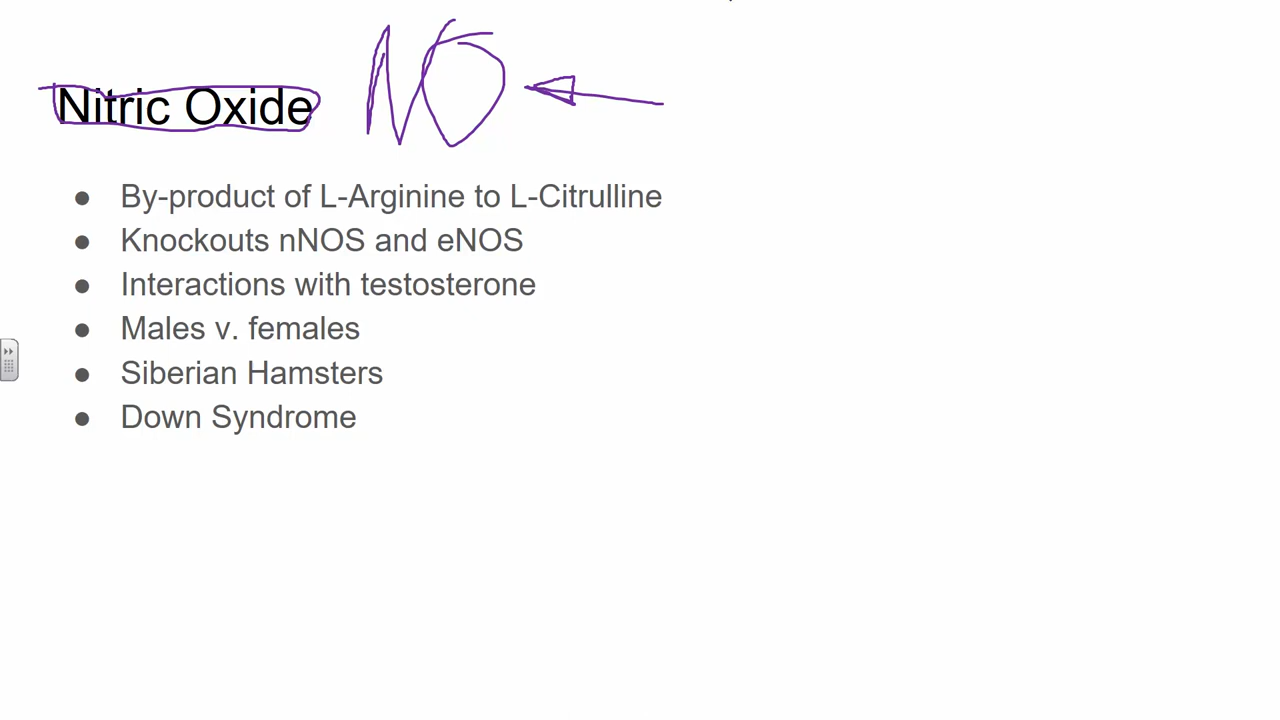 Nitric Oxide NO
● By-product of L-Arginine to L-Citrulline
● Knockouts nNOS and eNOS
● Interactions with testosterone
● Males v. females
● Siberian Hamsters
● Down Syndrome